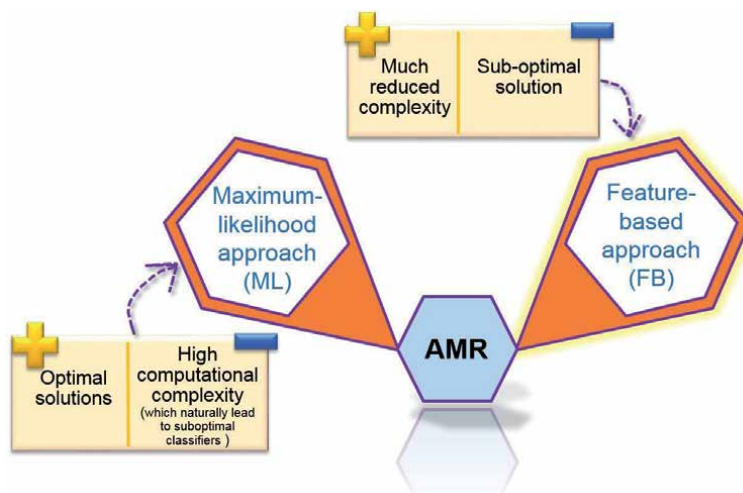 Much
reduced
complexity
Sub-optimal
solution
Maximum-
likelihood
approach
(ML)
Feature-
based
approach
(FB)
AMR
Optimal
solutions
High
computational
complexity
(which naturally lead
to suboptimal
classifiers )